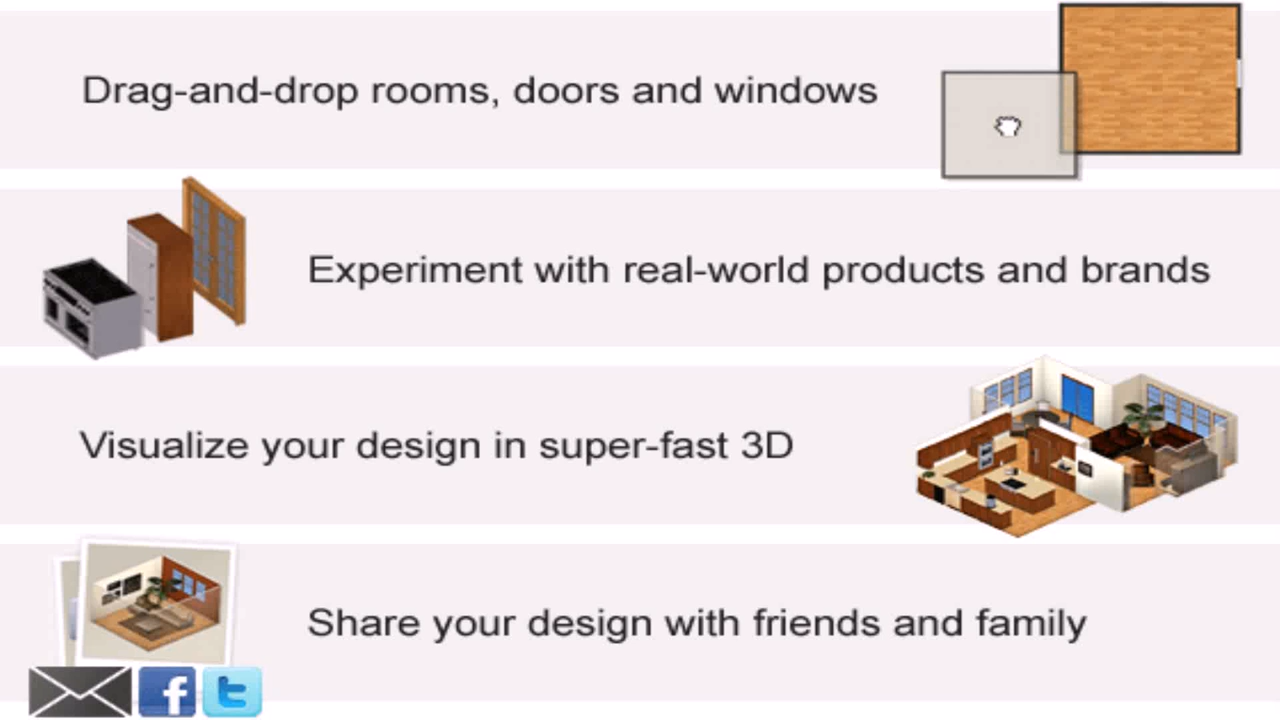 Drag-and-drop rooms, doors and windows
Experiment with real-world products and brands
Visualize your design in super-fast 3D
Share your design with friends and family